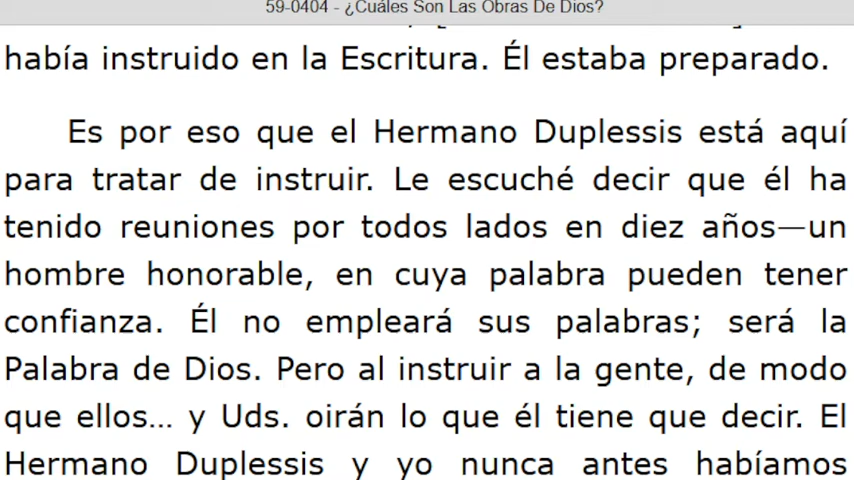 59-0404 - ¿Cuáles Son Las Obras De Dios?
había instruido en la Escritura. Él estaba preparado.
Es por eso que el Hermano Duplessis está aquí
para tratar de instruir. Le escuché decir que él ha
tenido reuniones por todos lados en diez años—un
hombre honorable, en cuya palabra pueden tener
confianza. Él no empleará sus palabras; será la
Palabra de Dios. Pero al instruir a la gente, de modo
que ellos… y Uds. oirán lo que él tiene que decir. El
Hermano Duplessis y yo nunca antes habíamos